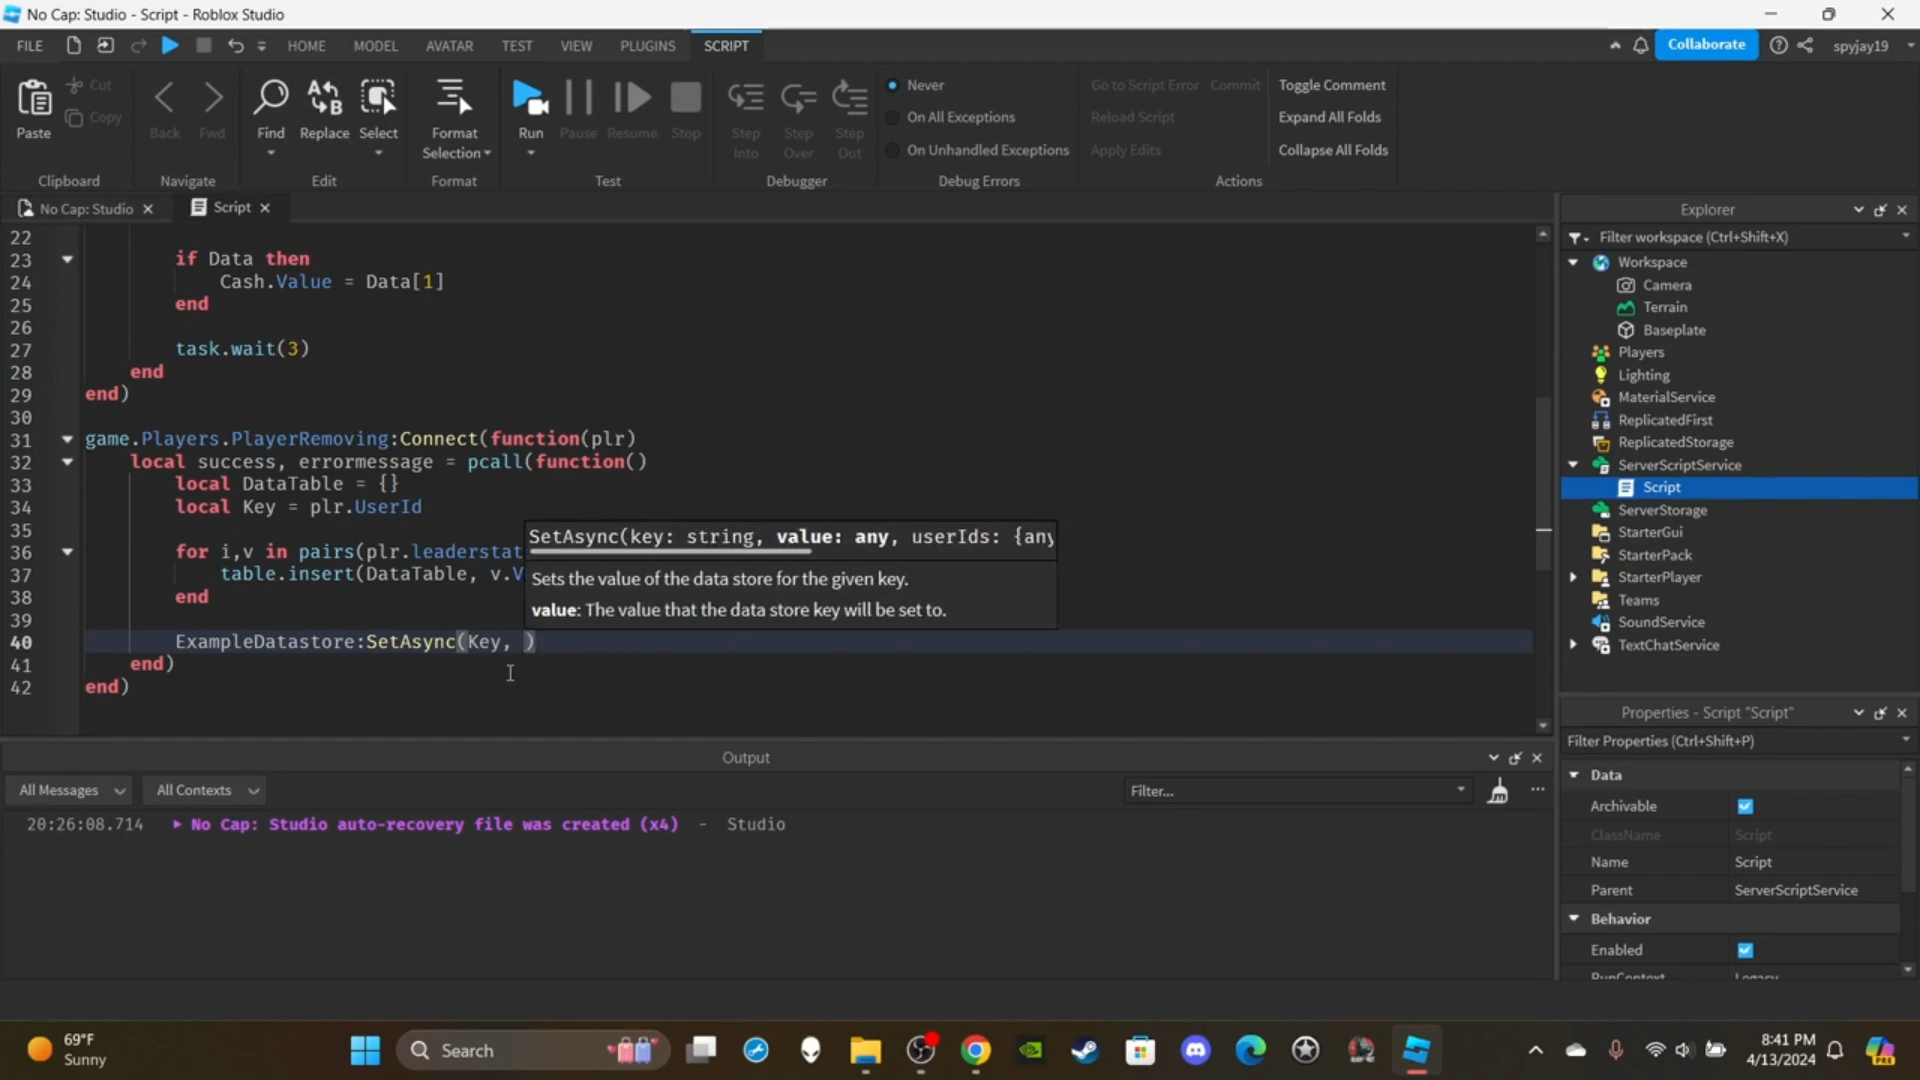 No Cap: Studio - Script - Roblox Studio
FILE HOME MODEL AVATAR TEST VIEW PLUGINS SCRIPT Collaborate spyjay19
Paste Cut Copy
Back Fwd
Find Replace Select
Format Selection
Run Pause Resume Stop
Step Into Step Over Step Out
Never
On All Exceptions
On Unhandled Exceptions
Go to Script Error Commit
Reload Script
Apply Edits
Toggle Comment
Expand All Folds
Collapse All Folds
Clipboard Navigate Edit Format Test Debugger Debug Errors Actions
No Cap: Studio Script
22
23 if Data then
24 Cash.Value = Data[1]
25 end
26
27 task.wait(3)
28 end
29 end)
30
31 game.Players.PlayerRemoving:Connect(function(plr)
32 local success, errormessage = pcall(function()
33 local DataTable = {}
34 local Key = plr.UserId
35
36 for i,v in pairs(plr.leaderstat
37 table.insert(DataTable, v.V
38 end
39
40 ExampleDatastore:SetAsync(Key, )
41 end)
42 end)
SetAsync(key: string, value: any, userIds: {any
Sets the value of the data store for the given key.
value: The value that the data store key will be set to.
Output
All Messages All Contexts Filter...
20:26:08.714 No Cap: Studio auto-recovery file was created (x4) - Studio
Explorer
Filter workspace (Ctrl+Shift+X)
Workspace
Camera
Terrain
Baseplate
Players
Lighting
MaterialService
ReplicatedFirst
ReplicatedStorage
ServerScriptService
Script
ServerStorage
StarterGui
StarterPack
StarterPlayer
Teams
SoundService
TextChatService
Properties - Script "Script"
Filter Properties (Ctrl+Shift+P)
Data
Archivable
ClassName Script
Name Script
Parent ServerScriptService
Behavior
Enabled
RunContext Legacy
69°F
Sunny
Search
8:41 PM
4/13/2024